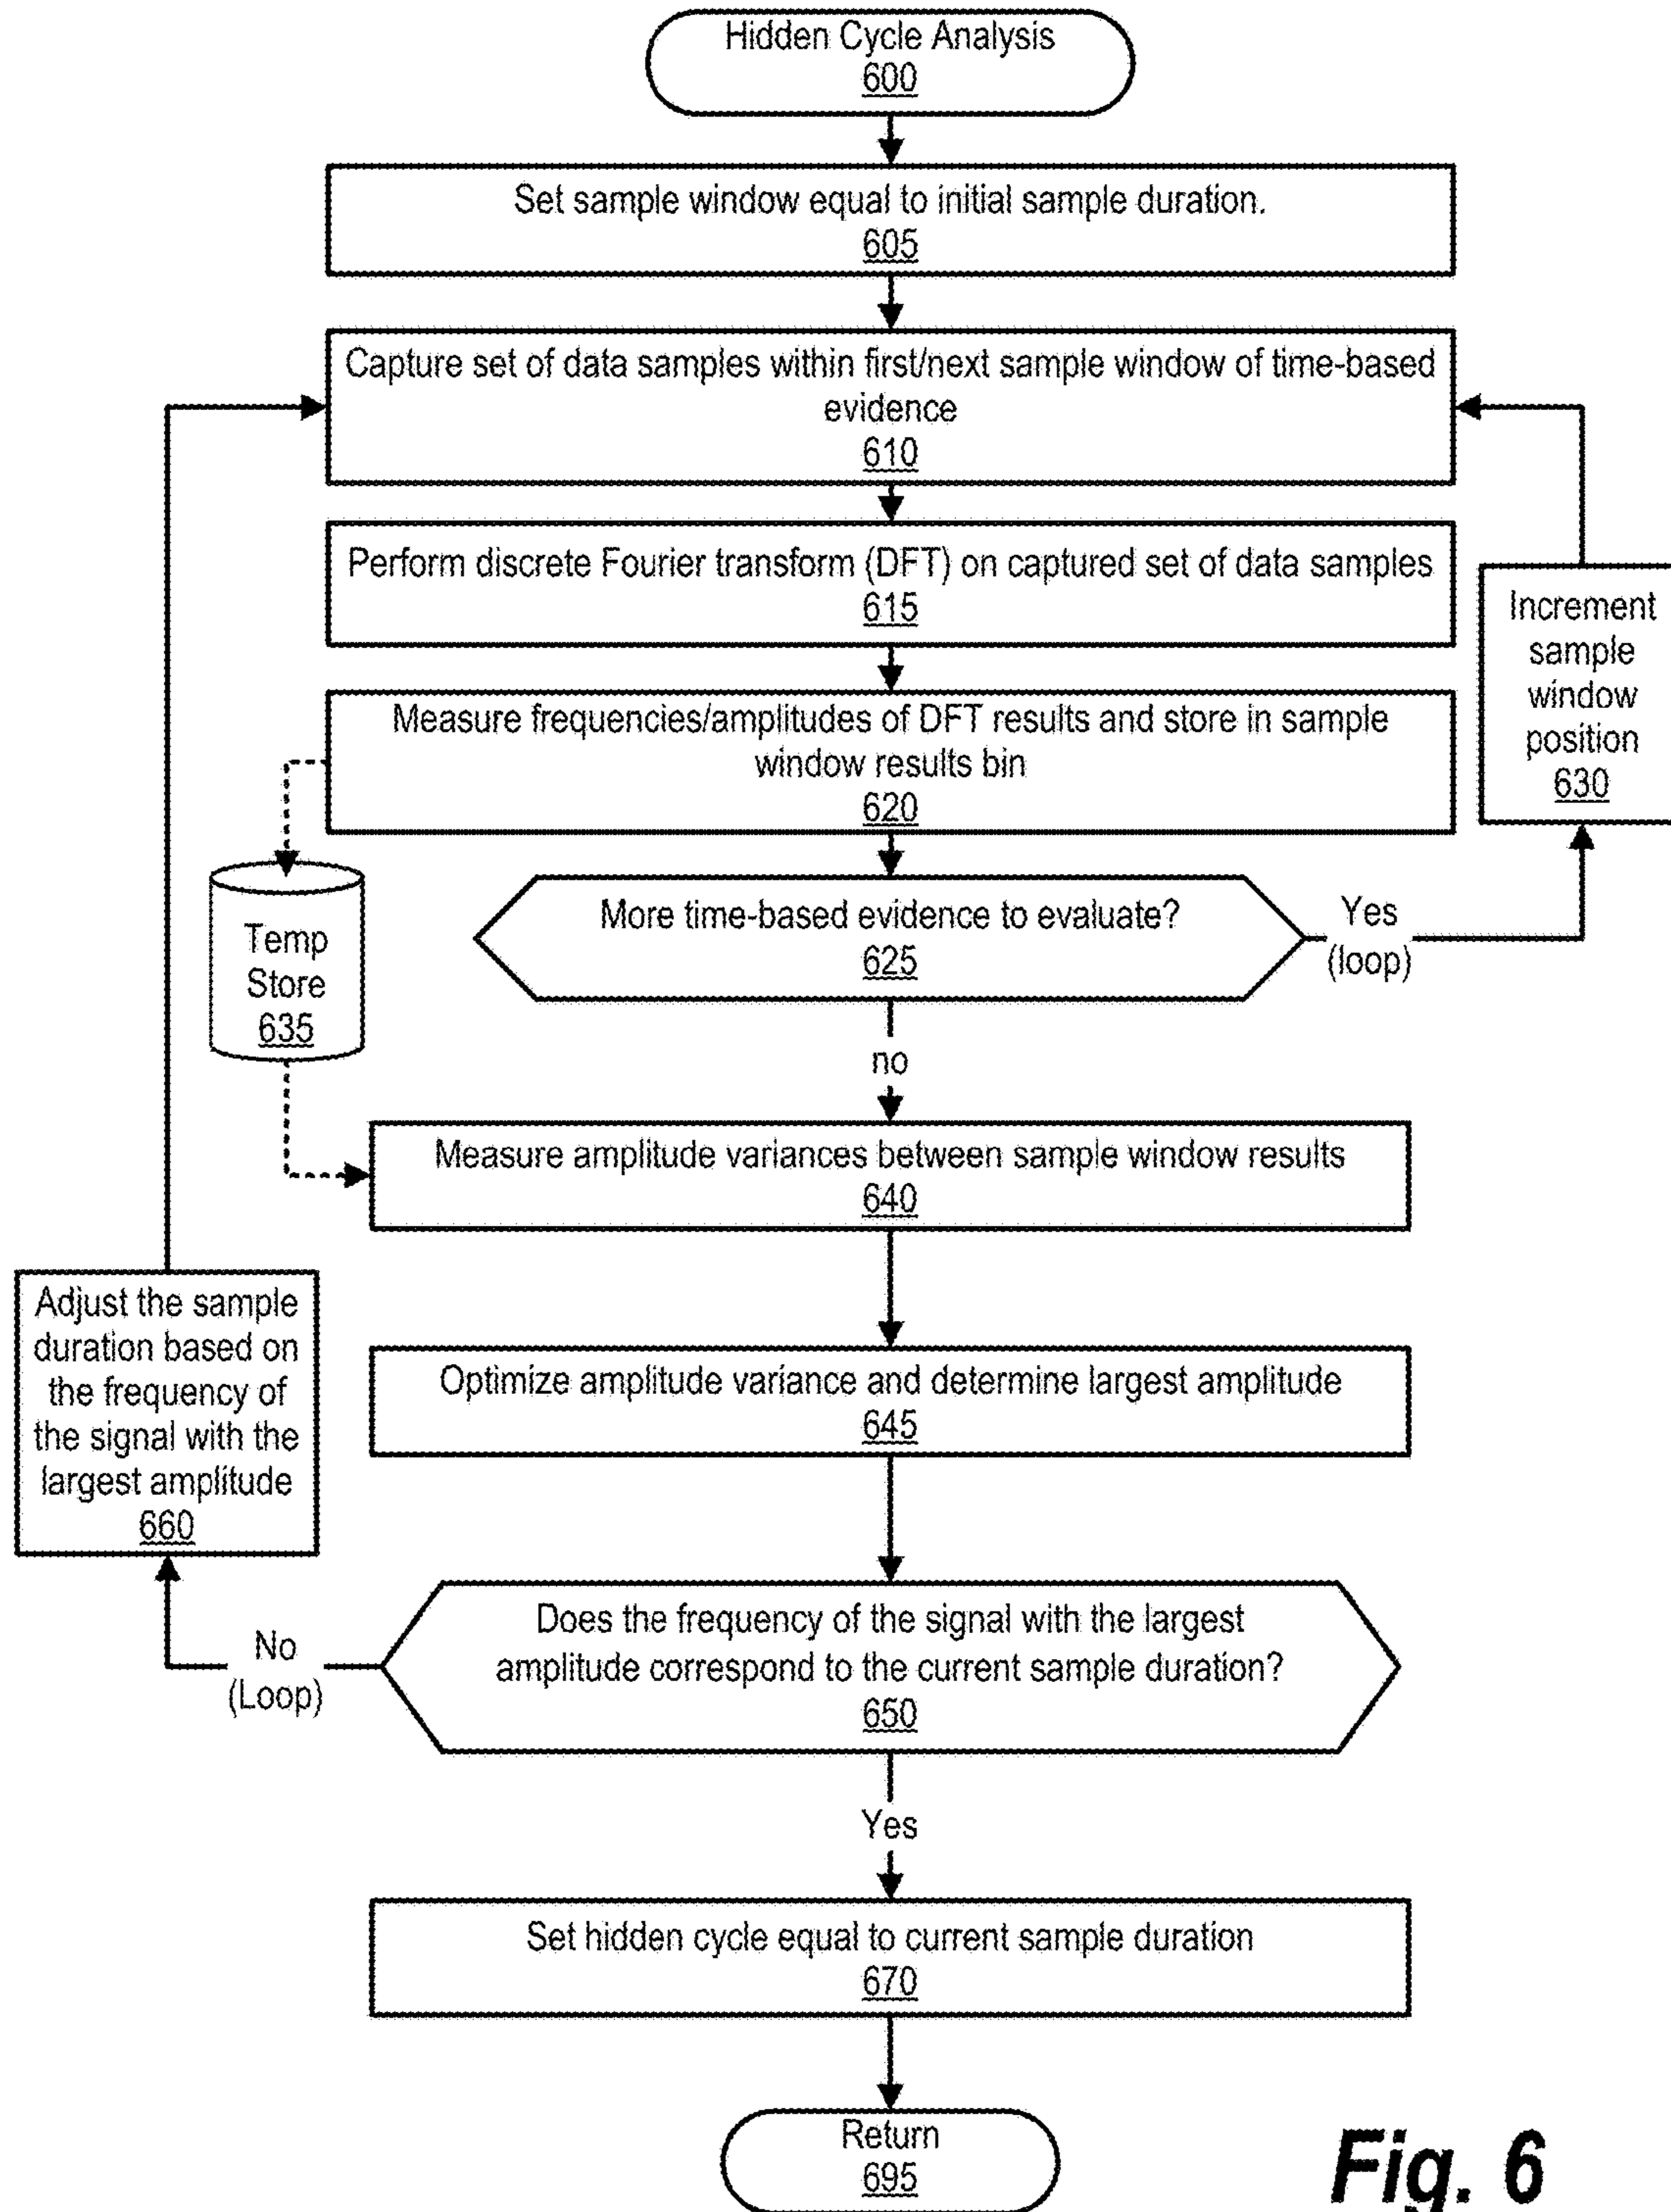 Hidden Cycle Analysis
600
Set sample window equal to initial sample duration.
605
Capture set of data samples within first/next sample window of time-based
evidence
610
Perform discrete Fourier transform (DFT) on captured set of data samples
615
Increment
sample
window
position
630
Measure frequencies/amplitudes of DFT results and store in sample
window results bin
620
More time-based evidence to evaluate?
625
Yes
(loop)
Temp
Store
635
no
Measure amplitude variances between sample window results
640
Adjust the sample
duration based on
the frequency of
the signal with the
largest amplitude
660
Optimize amplitude variance and determine largest amplitude
645
Does the frequency of the signal with the largest
amplitude correspond to the current sample duration?
650
No
(Loop)
Yes
Set hidden cycle equal to current sample duration
670
Return
695
Fig. 6